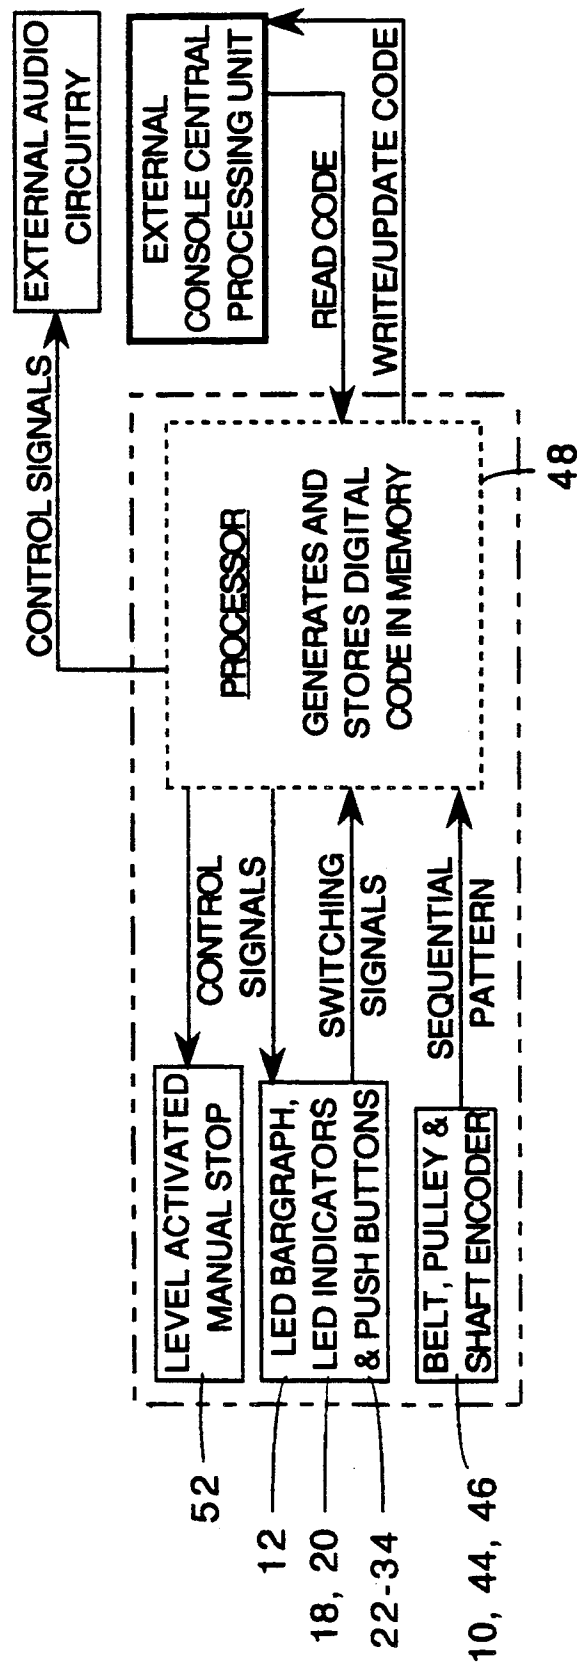 EXTERNAL AUDIO
CIRCUITRY
EXTERNAL
CONSOLE CENTRAL
PROCESSING UNIT
CONTROL SIGNALS
READ CODE
WRITE/UPDATE CODE
PROCESSOR
GENERATES AND
STORES DIGITAL
CODE IN MEMORY
48
CONTROL
SIGNALS
SWITCHING
SIGNALS
SEQUENTIAL
PATTERN
LEVEL ACTIVATED
MANUAL STOP
LED BARGRAPH,
LED INDICATORS
& PUSH BUTTONS
BELT, PULLEY &
SHAFT ENCODER
52
12
18, 20
22-34
10, 44, 46